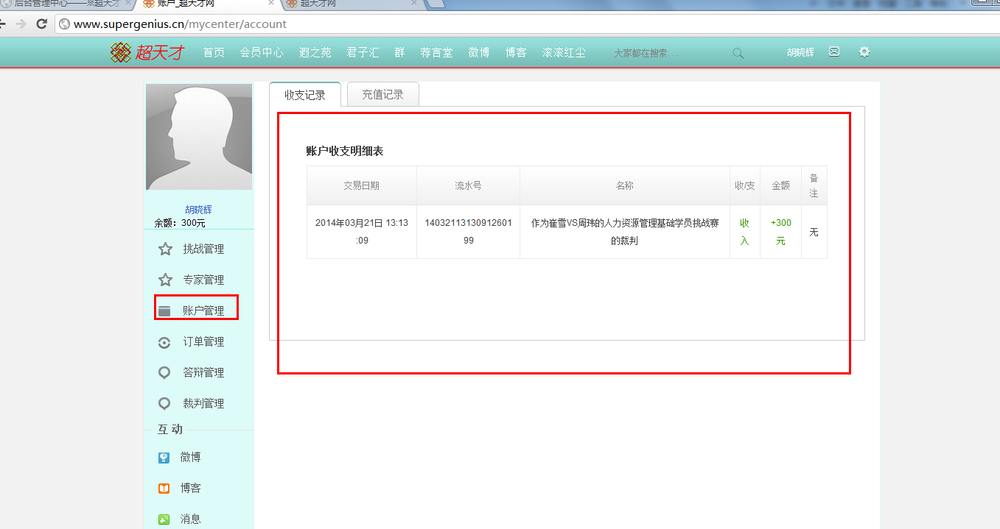 后台管理中心——※超天才
账户_超天才网
超天才网
www.supergenius.cn/mycenter/account
超天才 首页 会员中心 遐之苑 君子汇 群 荐言堂 微博 博客 滚滚红尘 大家都在搜索... 胡晓辉
收支记录 充值记录
胡晓辉
余额：300元
挑战管理
专家管理
账户管理
订单管理
答辩管理
裁判管理
互 动
微博
博客
消息
账户收支明细表
交易日期 流水号 名称 收/支 金额 备
注
2014年03月21日 13:13
:09
14032113130912601
99
作为崔雪VS周玮的人力资源管理基础学员挑战赛
的裁判
收
入
+300
元
无